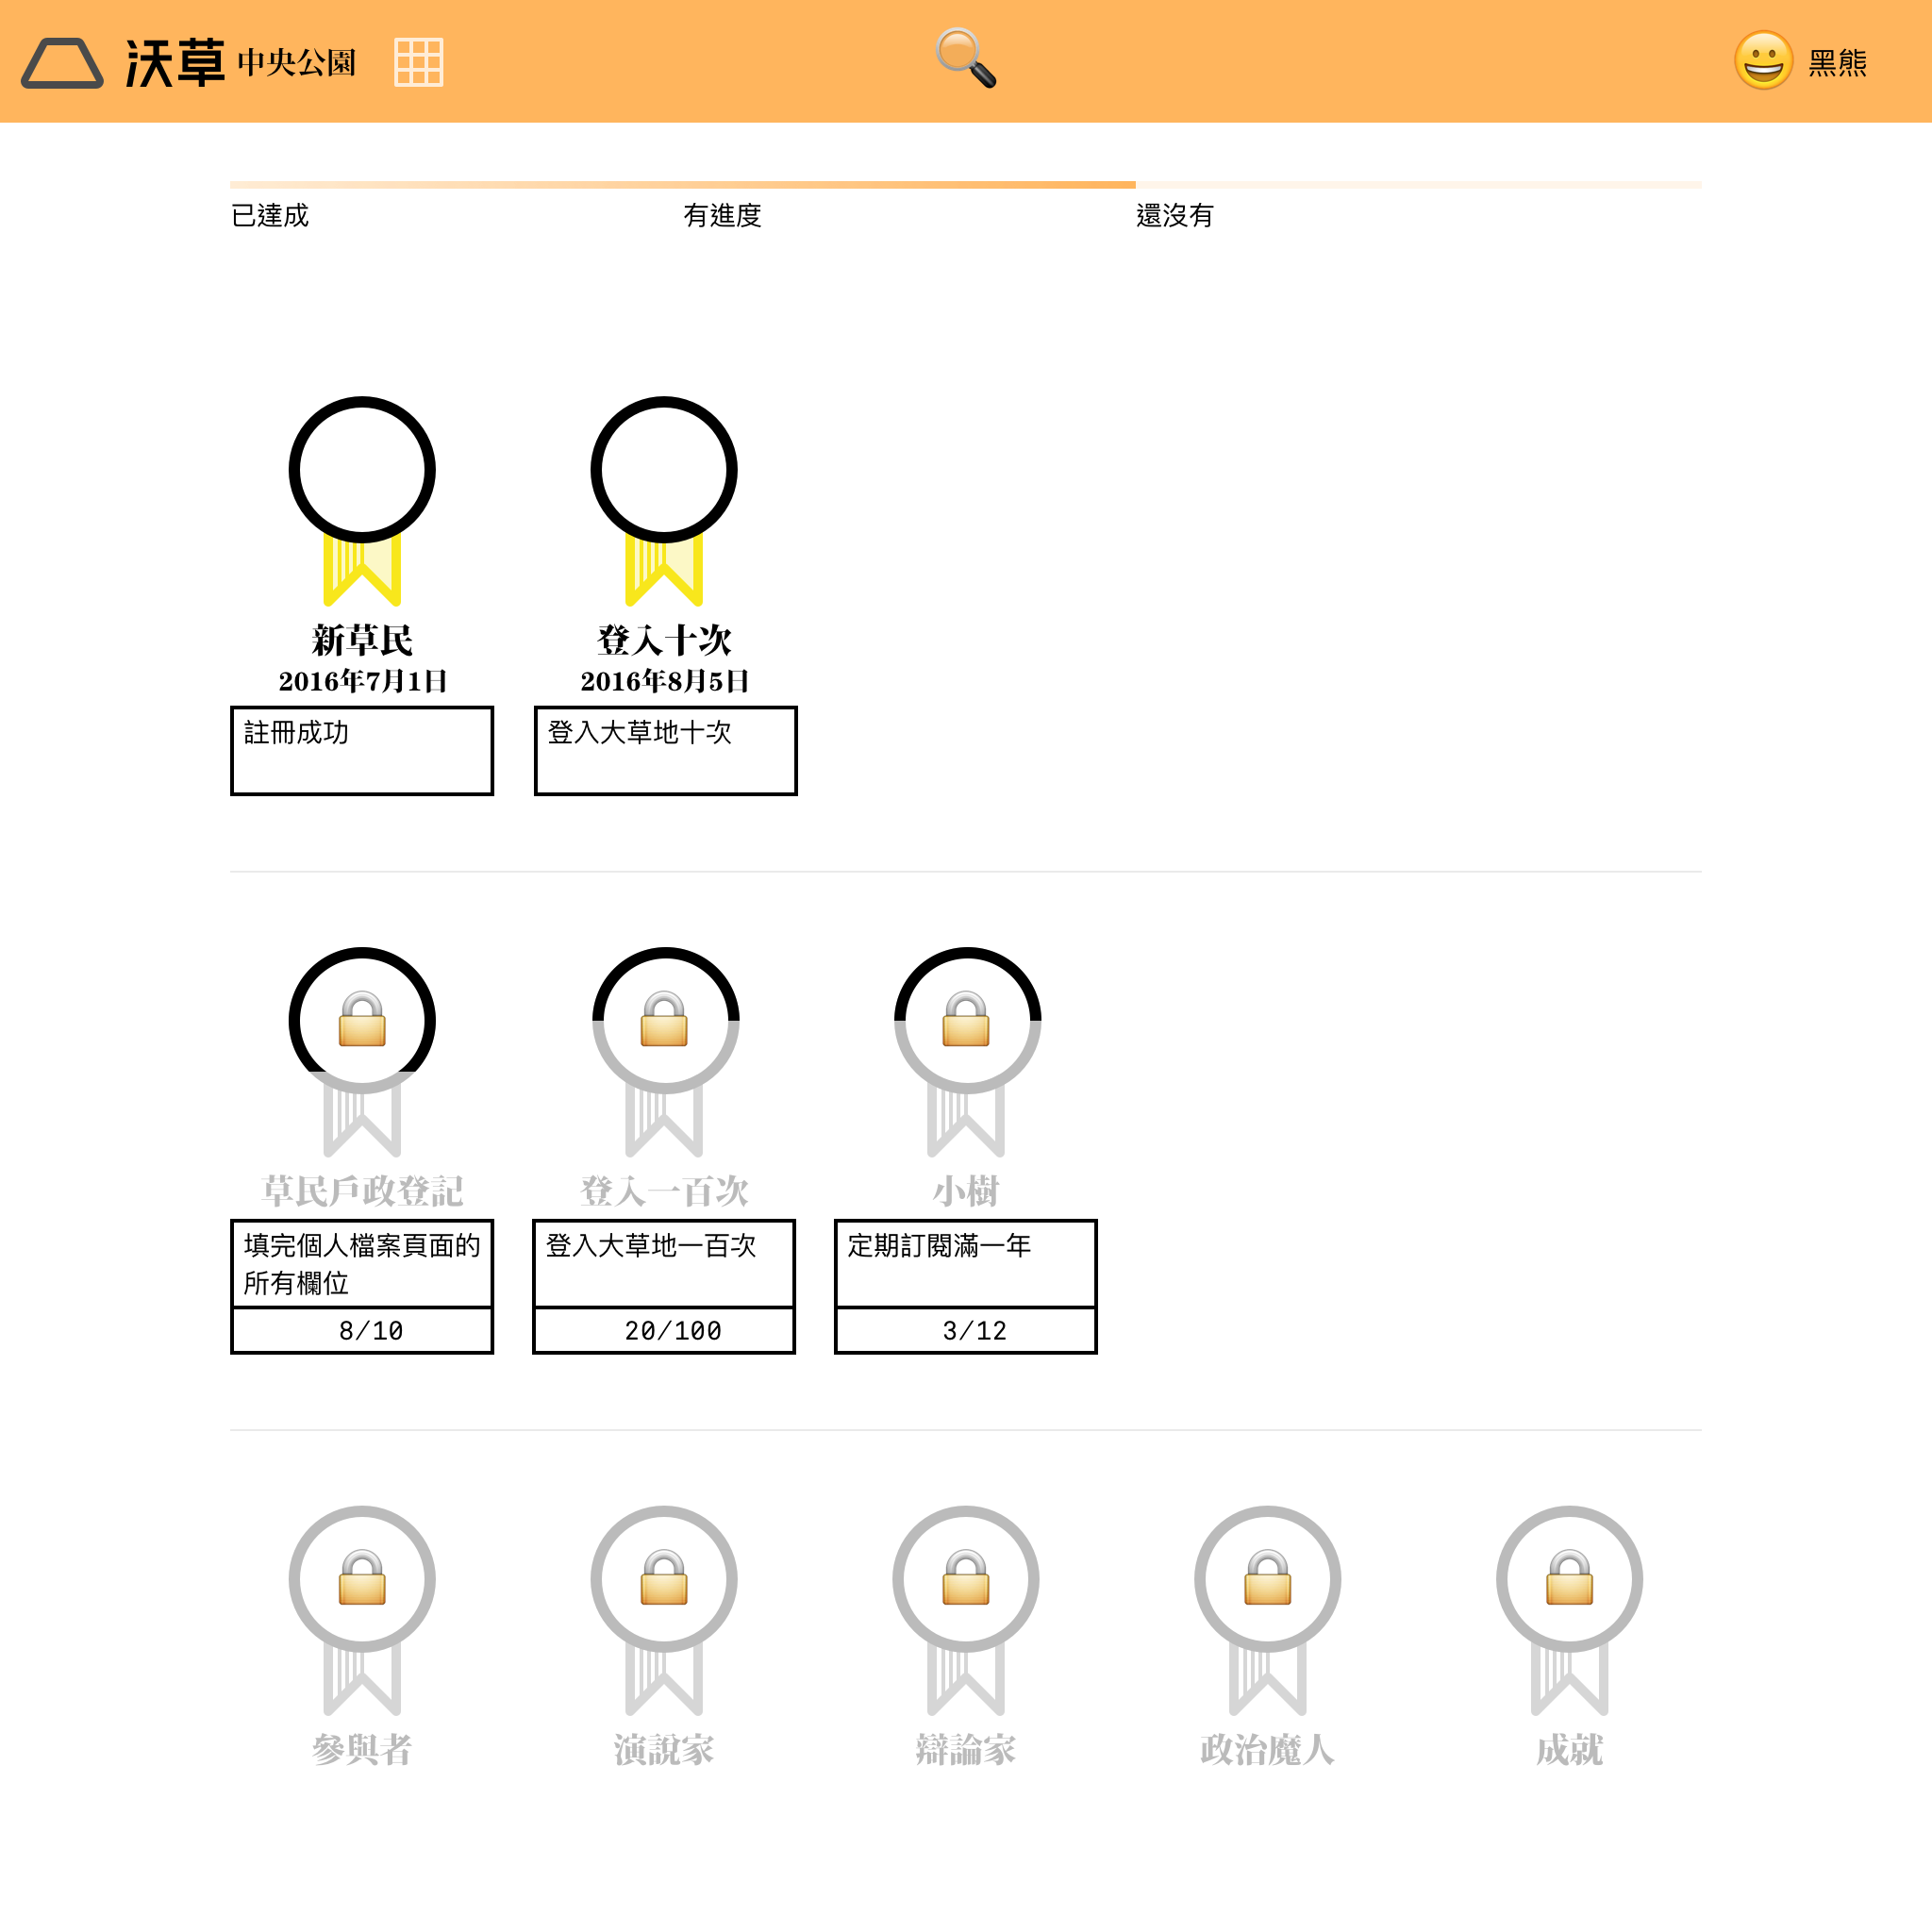 沃草 中央公園
黑熊
已達成
有進度
還沒有
新草民
2016年7月1日
註冊成功
登入十次
2016年8月5日
登入大草地十次
草民戶政登記
填完個人檔案頁面的
所有欄位
8/10
登入一百次
登入大草地一百次
20/100
小樹
定期訂閱滿一年
3/12
參與者
演說家
辯論家
政治魔人
成就